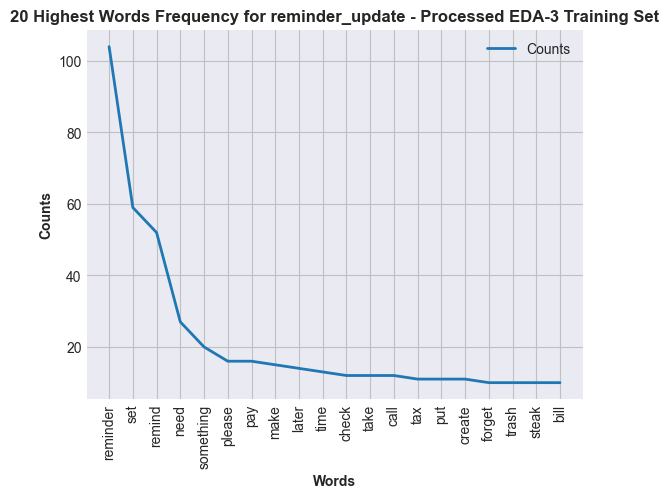 20 Highest Words Frequency for reminder_update - Processed EDA-3 Training Set
Counts
100
80
60
40
20
Counts
reminder
set
remind
need
something
please
pay
make
later
time
check
take
call
tax
put
create
forget
trash
steak
bill
Words